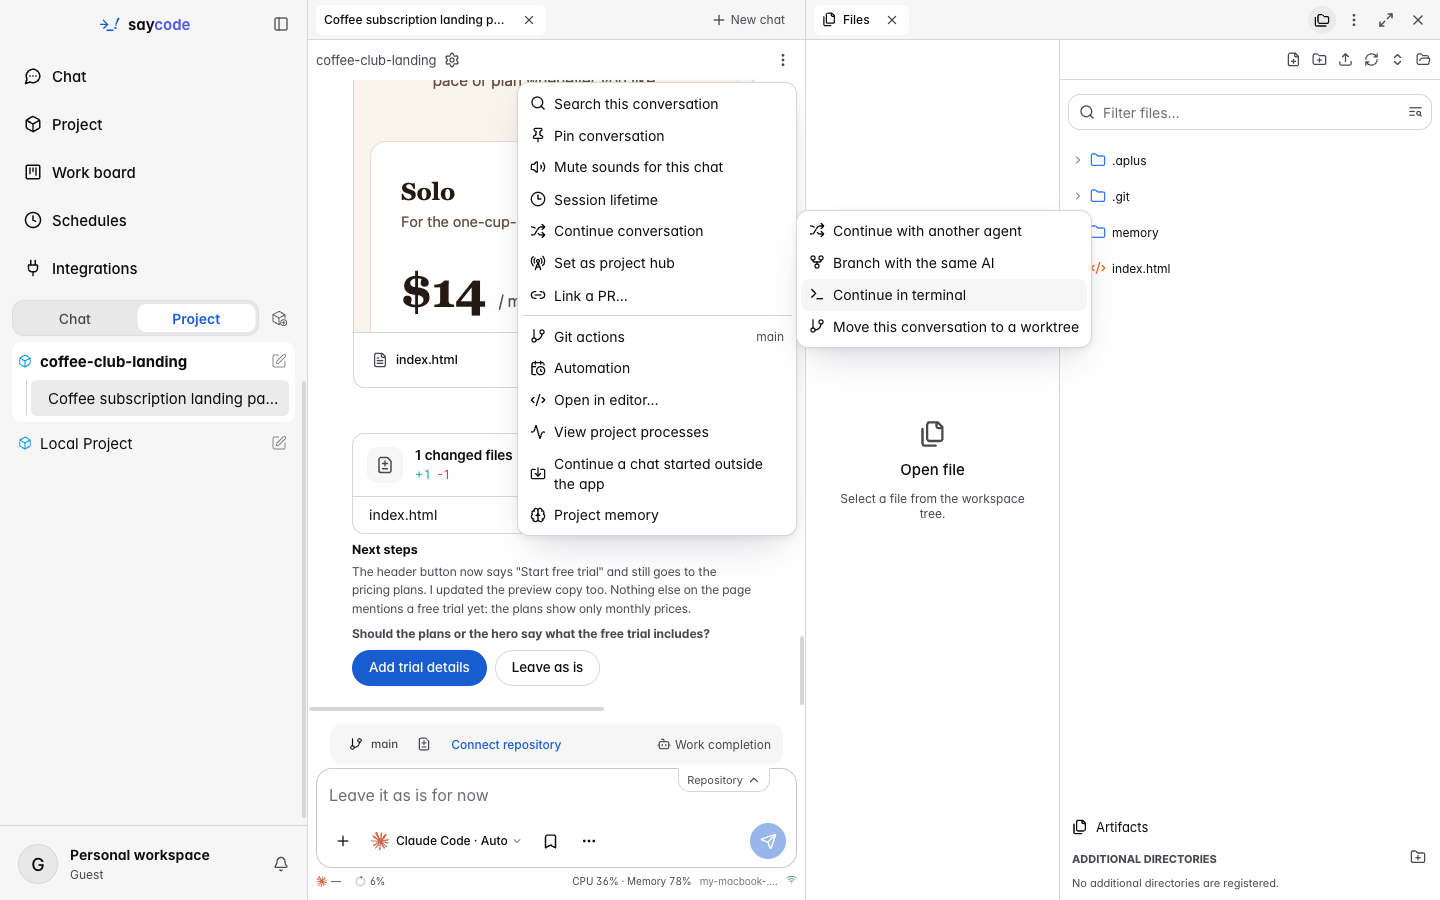 saycode
Chat
Project
Work board
Schedules
Integrations
Chat
Project
coffee-club-landing
Coffee subscription landing pa...
Local Project
G
Personal workspace
Guest
Coffee subscription landing p...
New chat
coffee-club-landing
pace or plan whenever you like.
Solo
For the one-cup-
$14 / m
index.html
1 changed files
+1 -1
index.html
Next steps
The header button now says "Start free trial" and still goes to the
pricing plans. I updated the preview copy too. Nothing else on the page
mentions a free trial yet: the plans show only monthly prices.
Should the plans or the hero say what the free trial includes?
Add trial details
Leave as is
main
Connect repository
Work completion
Repository
Leave it as is for now
Claude Code · Auto
6%
CPU 36% · Memory 78%
my-macbook-....
Search this conversation
Pin conversation
Mute sounds for this chat
Session lifetime
Continue conversation
Set as project hub
Link a PR...
Git actions
main
Automation
Open in editor...
View project processes
Continue a chat started outside
the app
Project memory
Continue with another agent
Branch with the same AI
Continue in terminal
Move this conversation to a worktree
Files
Open file
Select a file from the workspace
tree.
Filter files...
.aplus
.git
memory
index.html
Artifacts
ADDITIONAL DIRECTORIES
No additional directories are registered.